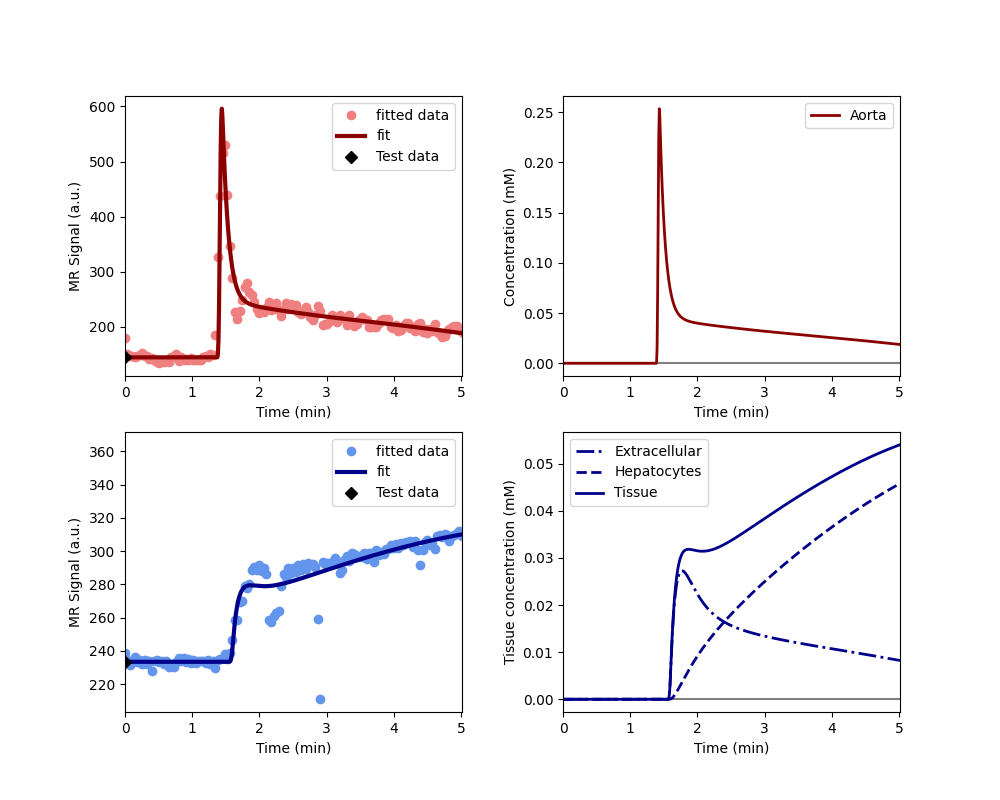 600
500
400
300
200
MR Signal (a.u.)
fitted data
fit
Test data
0 1 2 3 4 5
Time (min)
0.25
0.20
0.15
0.10
0.05
0.00
Concentration (mM)
Aorta
0 1 2 3 4 5
Time (min)
360
340
320
300
280
260
240
220
MR Signal (a.u.)
fitted data
fit
Test data
0 1 2 3 4 5
Time (min)
0.05
0.04
0.03
0.02
0.01
0.00
Tissue concentration (mM)
Extracellular
Hepatocytes
Tissue
0 1 2 3 4 5
Time (min)